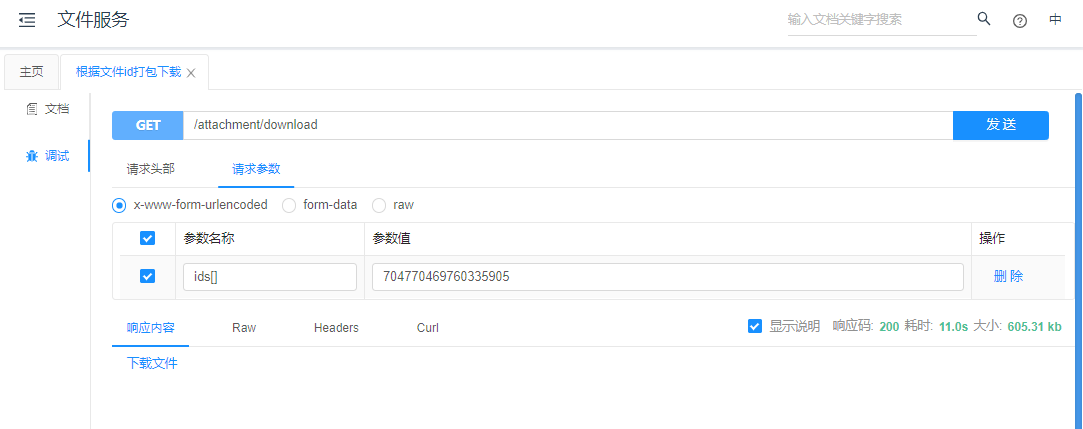 文件服务
输入文档关键字搜索
中
主页
根据文件id打包下载
文档
调试
GET
/attachment/download
发送
请求头部
请求参数
x-www-form-urlencoded
form-data
raw
参数名称
参数值
操作
ids[]
704770469760335905
删除
响应内容
Raw
Headers
Curl
显示说明
响应码: 200 耗时: 11.0s 大小: 605.31 kb
下载文件